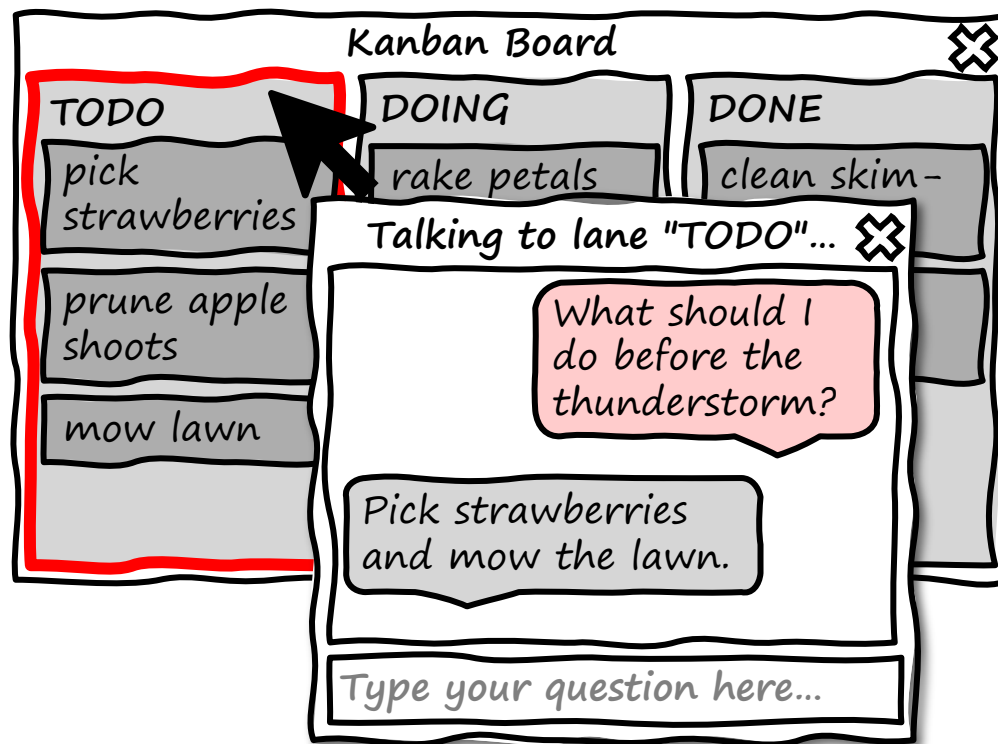 Kanban Board
TODO
pick
strawberries
prune apple
shoots
mow lawn
DOING
rake petals
DONE
clean skim-
Talking to lane "TODO"...
What should I
do before the
thunderstorm?
Pick strawberries
and mow the lawn.
Type your question here...